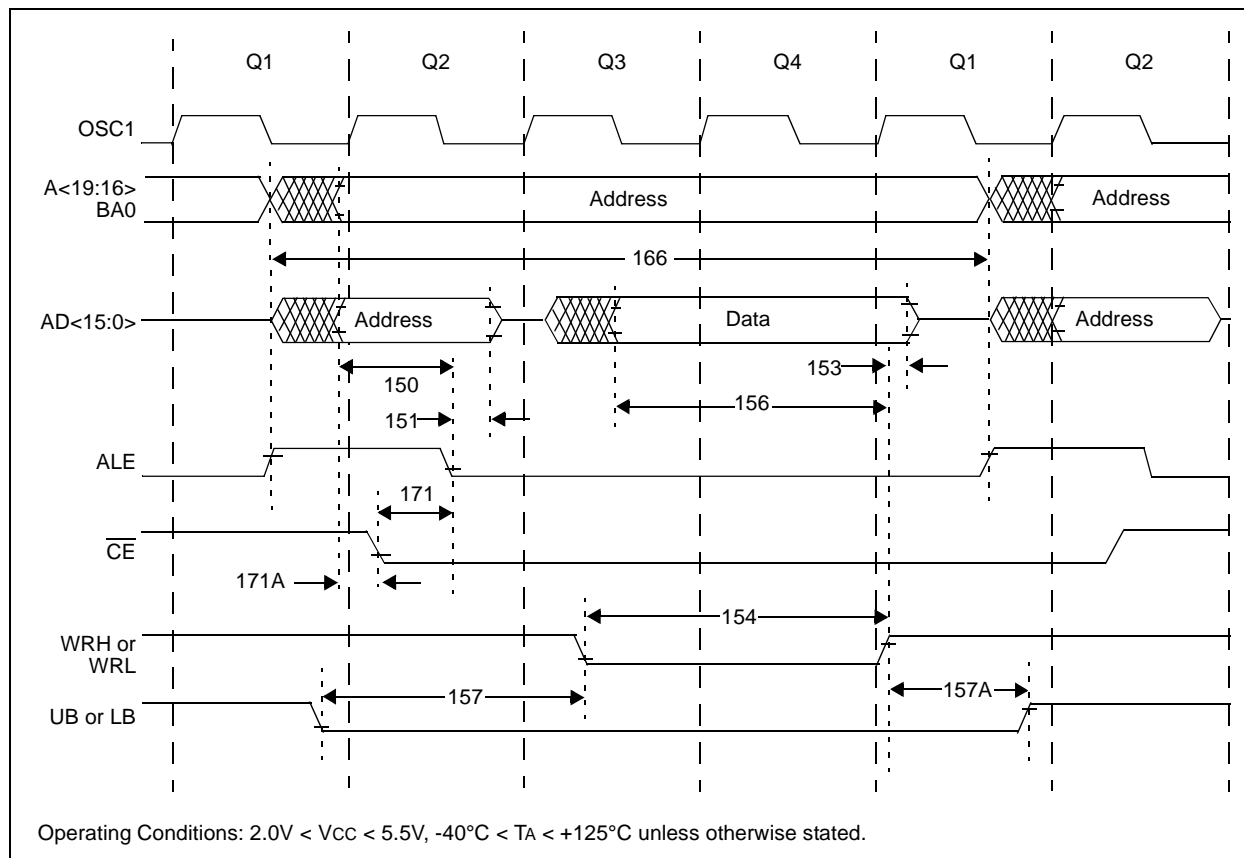 Q1 Q2 Q3 Q4 Q1 Q2
OSC1
A<19:16>
BA0
Address
Address
166
AD<15:0>
Address
Data
Address
150
153
151
156
ALE
171
CE
171A
154
WRH or
WRL
157
157A
UB or LB
Operating Conditions: 2.0V < VCC < 5.5V, -40°C < TA < +125°C unless otherwise stated.